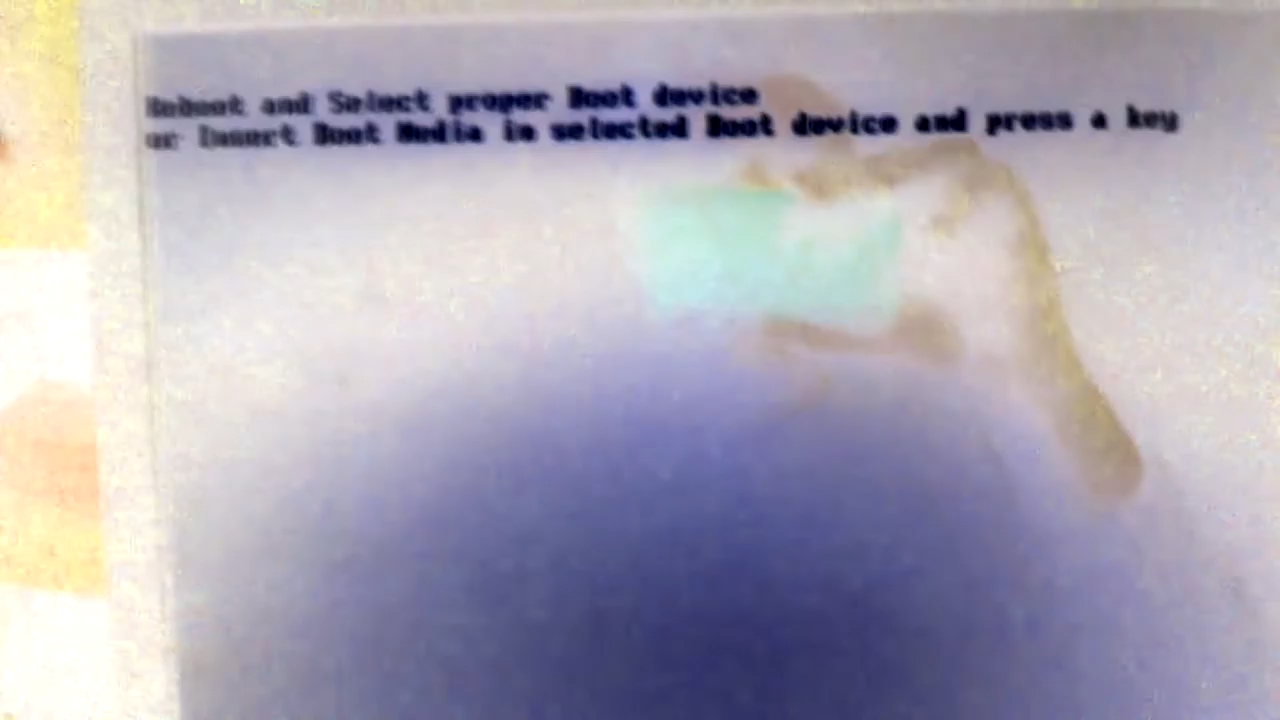 Reboot and Select proper Boot device
or Insert Boot Media in selected Boot device and press a key